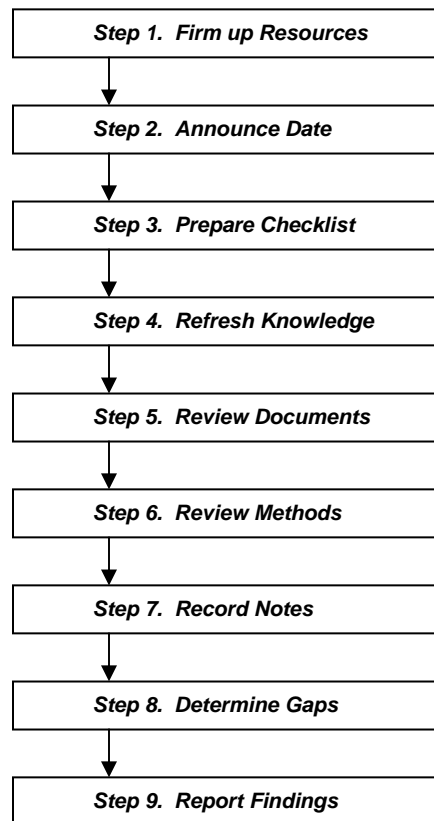 Step 1. Firm up Resources
Step 2. Announce Date
Step 3. Prepare Checklist
Step 4. Refresh Knowledge
Step 5. Review Documents
Step 6. Review Methods
Step 7. Record Notes
Step 8. Determine Gaps
Step 9. Report Findings